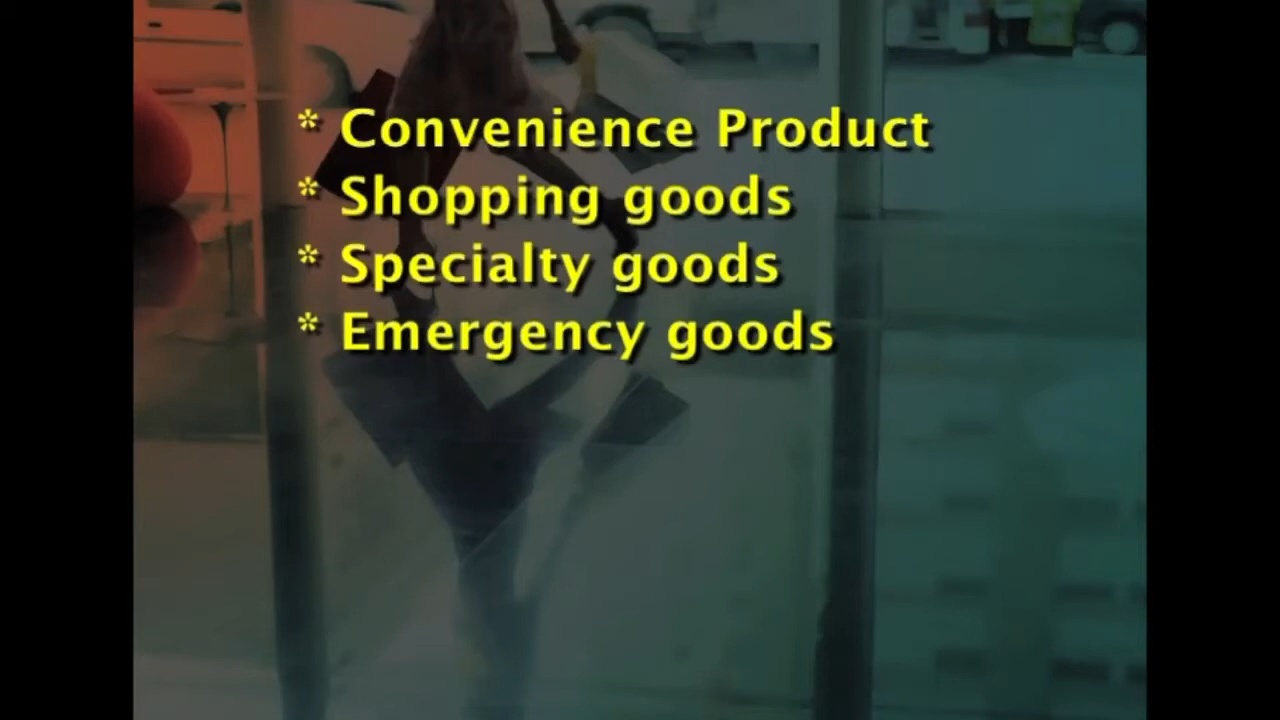 * Convenience Product
* Shopping goods
* Specialty goods
* Emergency goods